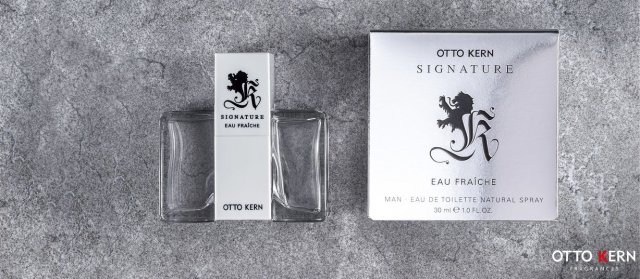 K
SIGNATURE
EAU FRAÎCHE
OTTO KERN
OTTO KERN
SIGNATURE
K
EAU FRAÎCHE
MAN · EAU DE TOILETTE NATURAL SPRAY
30 ml ℮ 1.0 FL.OZ.
OTTO KERN
FRAGRANCES